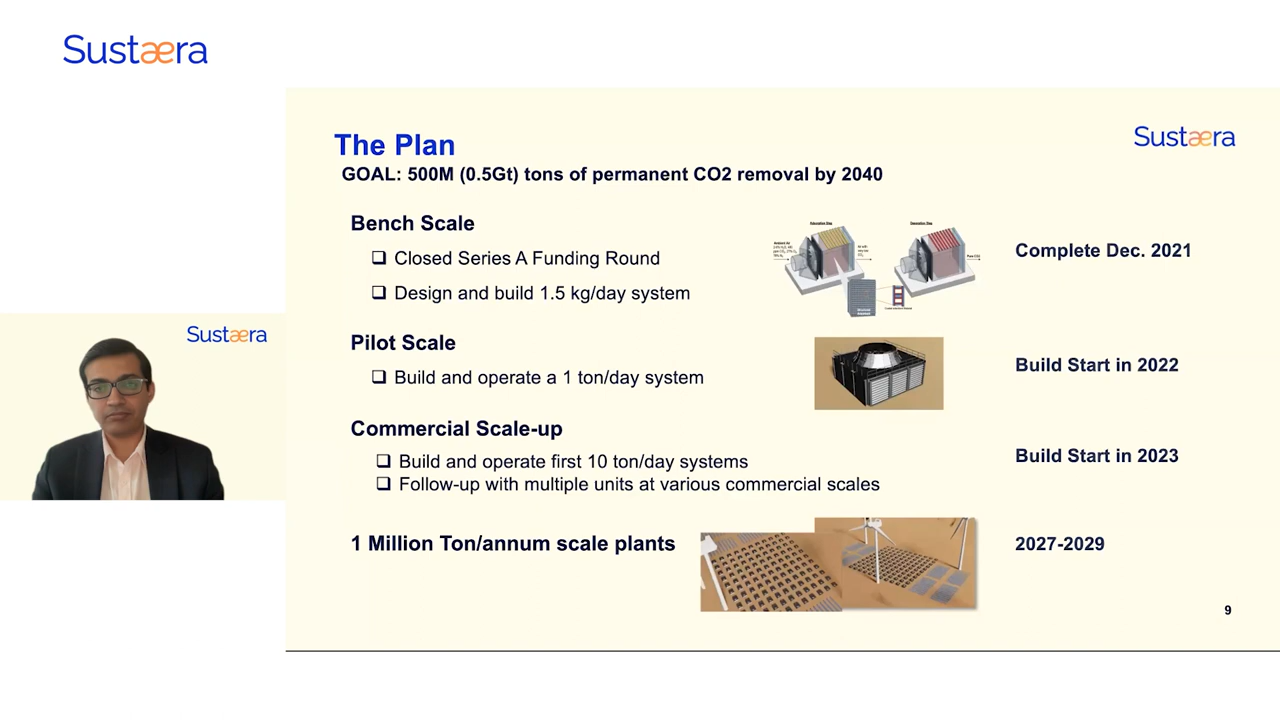 Sustæra
The Plan
Sustæra
GOAL: 500M (0.5Gt) tons of permanent CO2 removal by 2040
Bench Scale
❑ Closed Series A Funding Round
❑ Design and build 1.5 kg/day system
Complete Dec. 2021
Sustæra
Pilot Scale
❑ Build and operate a 1 ton/day system
Build Start in 2022
Commercial Scale-up
❑ Build and operate first 10 ton/day systems
❑ Follow-up with multiple units at various commercial scales
Build Start in 2023
1 Million Ton/annum scale plants
2027-2029
9